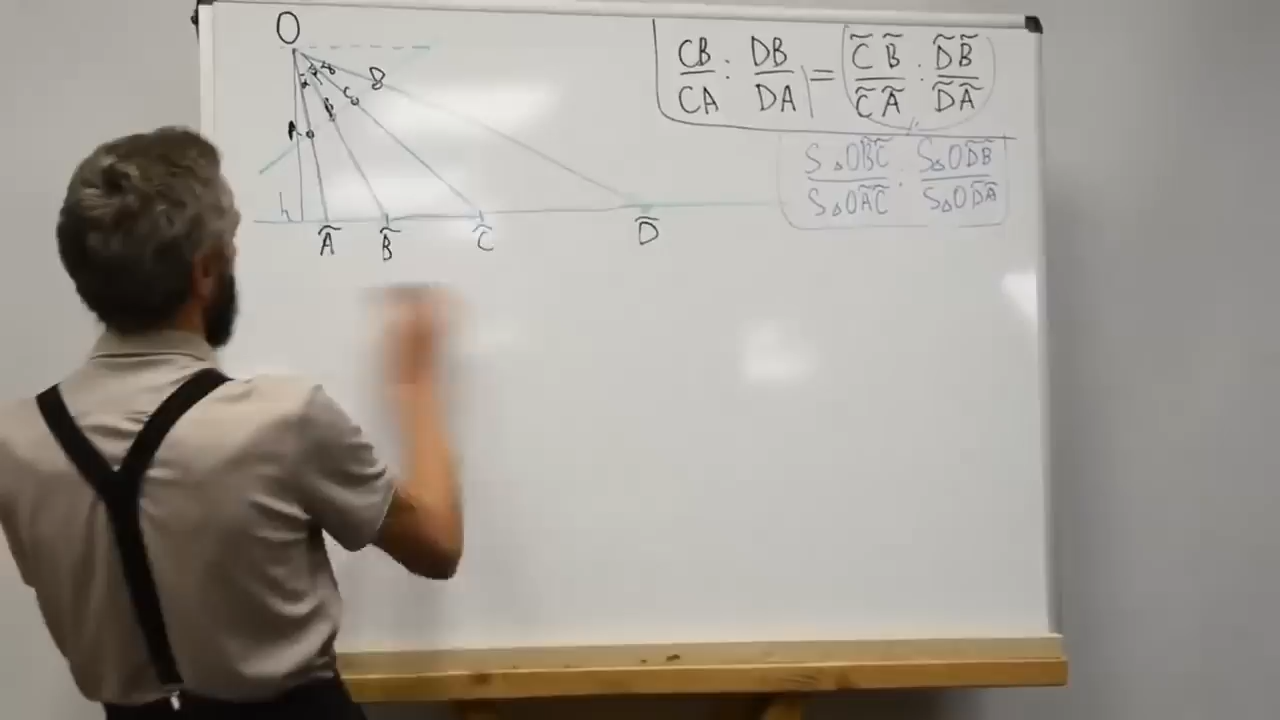 O
α β γ
A B C D
h
Ã B̃ C̃ D̃
CB/CA : DB/DA = C̃B̃/C̃Ã : D̃B̃/D̃Ã
S△OB̃C̃/S△OÃC̃ : S△OD̃B̃/S△OD̃Ã